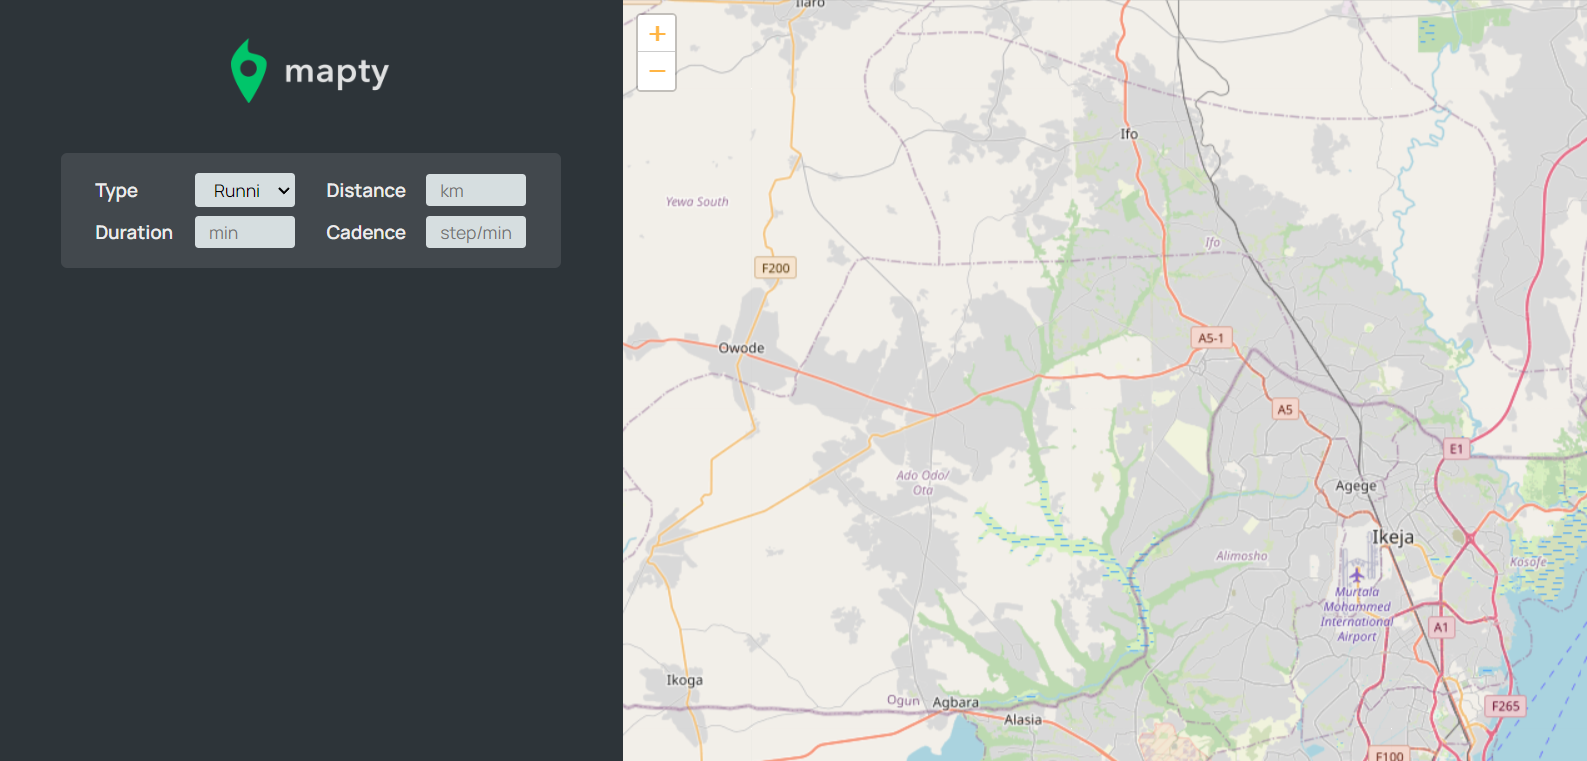 mapty
Type Runni Distance km
Duration min Cadence step/min
+
−
Ilaro
Ifo
Yewa South
Ifo
F200
A5-1
Owode
A5
E1
Ado Odo/
Ota
Agege
Ikeja
Alimosho
Kosofe
Murtala
Mohammed
International
Airport
A1
Ikoga
Ogun
Agbara
F265
Alasia
F100